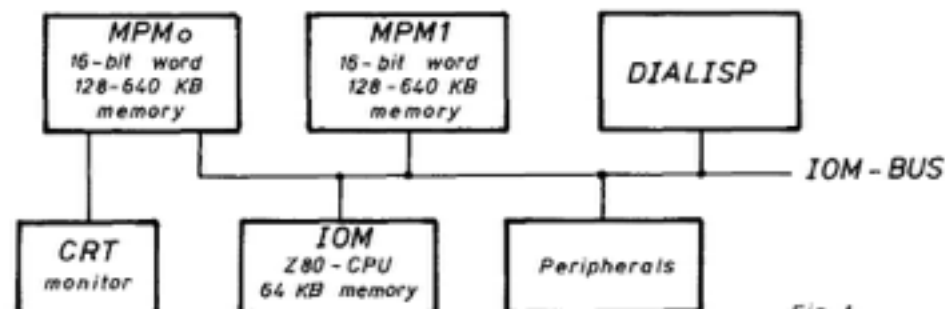 MPMo
16-bit word
128-640 KB
memory
MPM1
16-bit word
128-640 KB
memory
DIALISP
IOM-BUS
CRT
monitor
IOM
Z80-CPU
64 KB memory
Peripherals